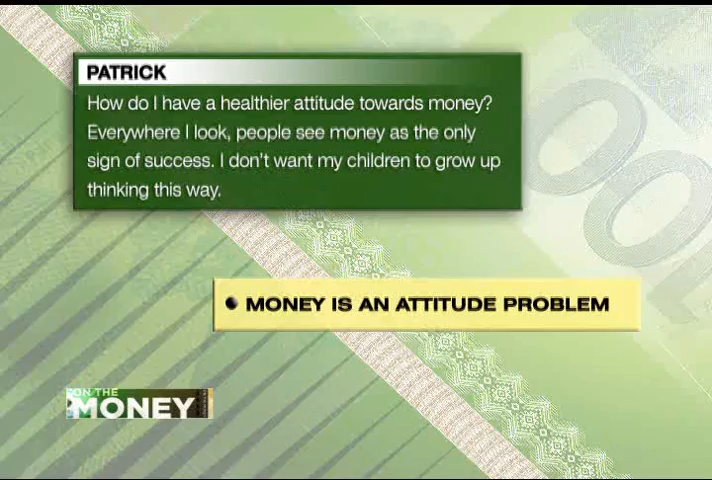 PATRICK
How do I have a healthier attitude towards money?
Everywhere I look, people see money as the only
sign of success. I don't want my children to grow up
thinking this way.
• MONEY IS AN ATTITUDE PROBLEM
ON THE
MONEY
100